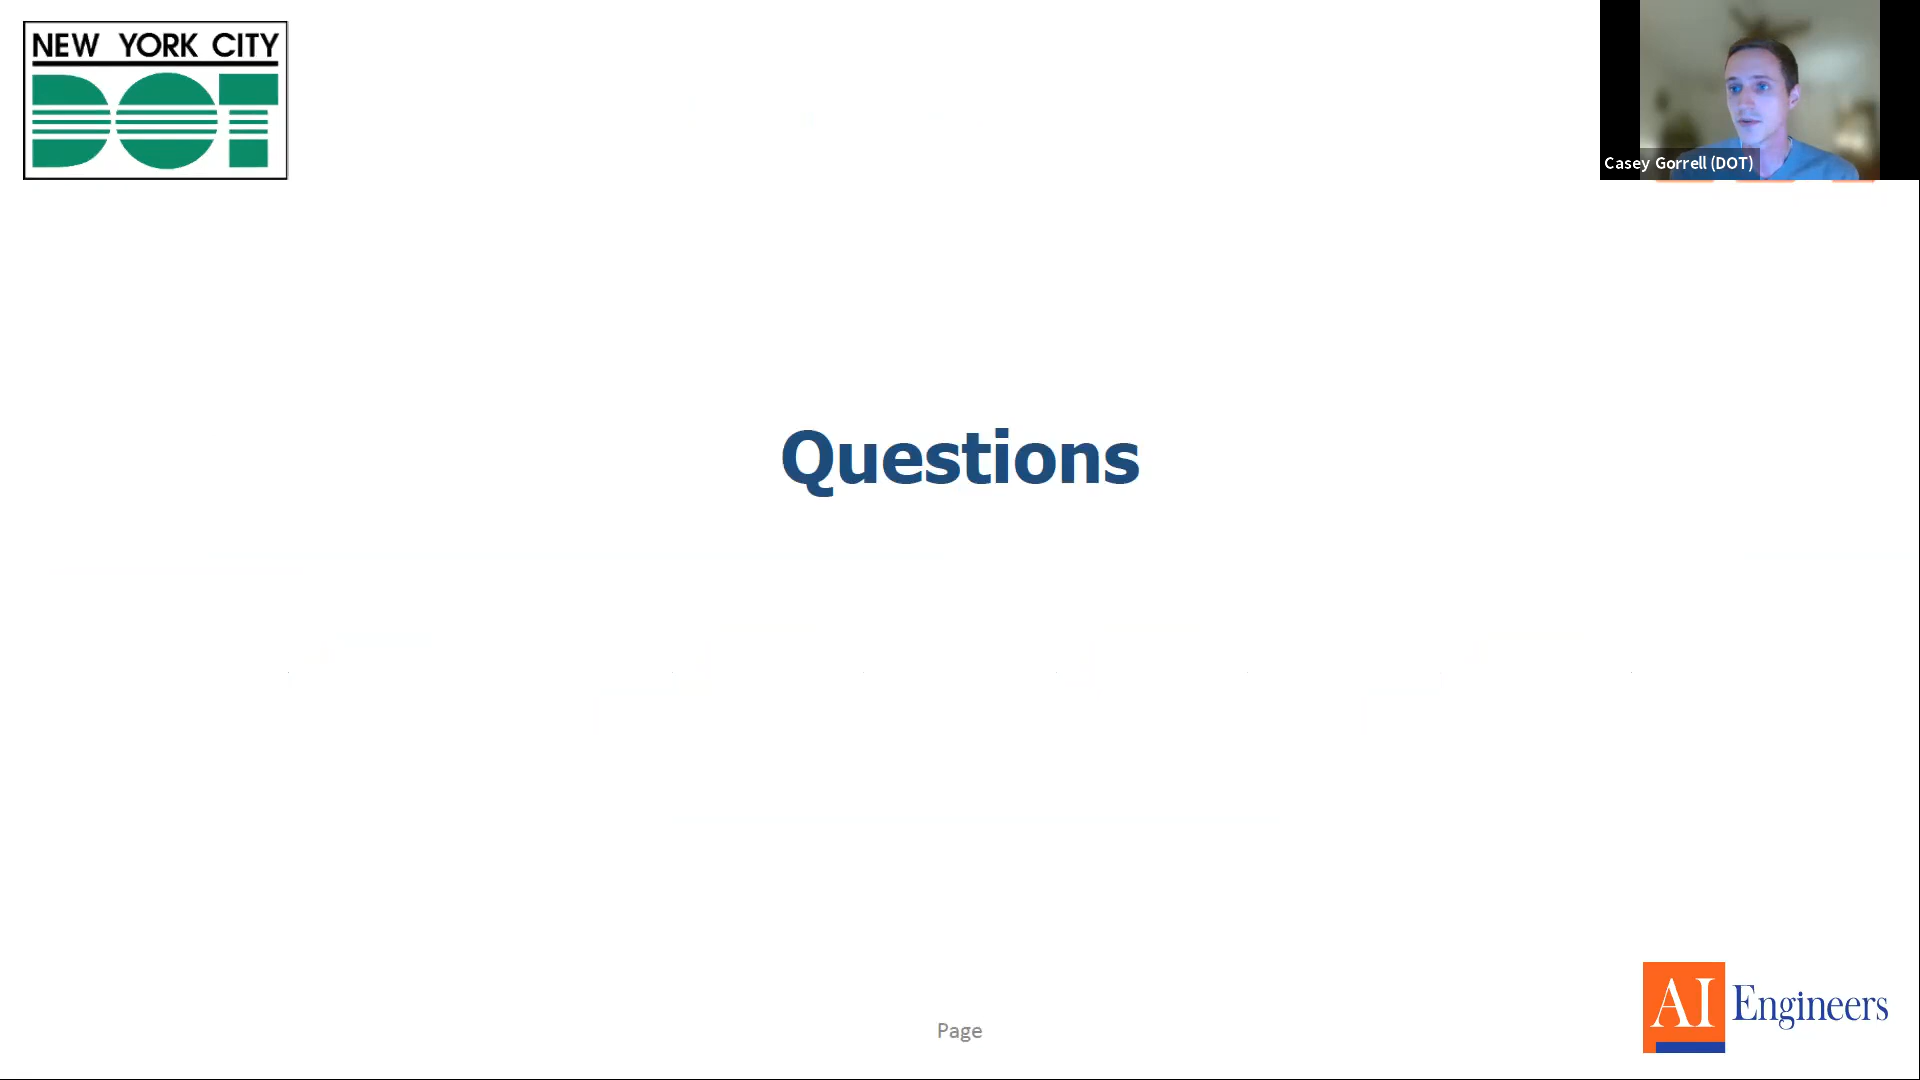 NEW YORK CITY
DOT
Casey Gorrell (DOT)
Questions
AI Engineers
Page